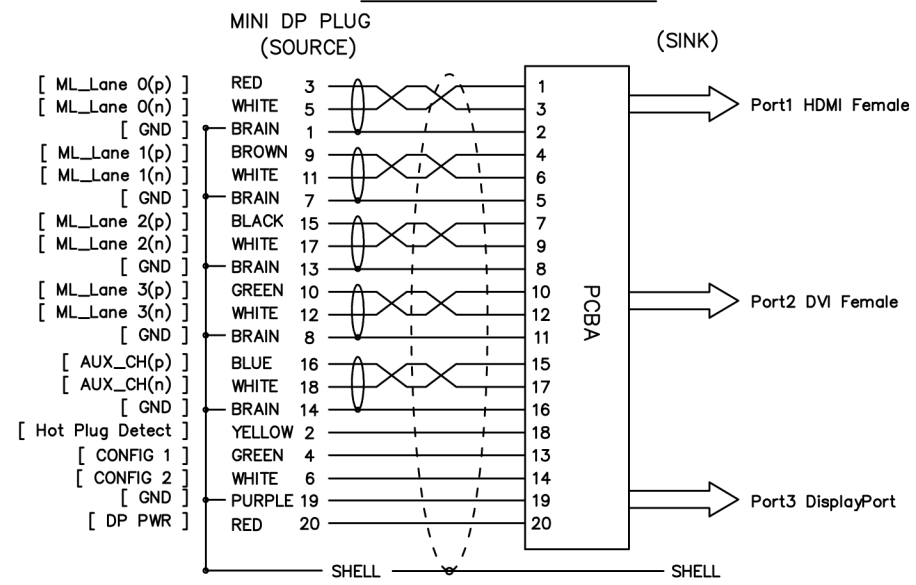 MINI DP PLUG
(SOURCE)
(SINK)
[ ML_Lane 0(p) ] RED 3 1
[ ML_Lane 0(n) ] WHITE 5 3
[ GND ] BRAIN 1 2
[ ML_Lane 1(p) ] BROWN 9 4
[ ML_Lane 1(n) ] WHITE 11 6
[ GND ] BRAIN 7 5
[ ML_Lane 2(p) ] BLACK 15 7
[ ML_Lane 2(n) ] WHITE 17 9
[ GND ] BRAIN 13 8
[ ML_Lane 3(p) ] GREEN 10 10
[ ML_Lane 3(n) ] WHITE 12 12
[ GND ] BRAIN 8 11
[ AUX_CH(p) ] BLUE 16 15
[ AUX_CH(n) ] WHITE 18 17
[ GND ] BRAIN 14 16
[ Hot Plug Detect ] YELLOW 2 18
[ CONFIG 1 ] GREEN 4 13
[ CONFIG 2 ] WHITE 6 14
[ GND ] PURPLE 19 19
[ DP PWR ] RED 20 20
SHELL SHELL
PCBA
Port1 HDMI Female
Port2 DVI Female
Port3 DisplayPort